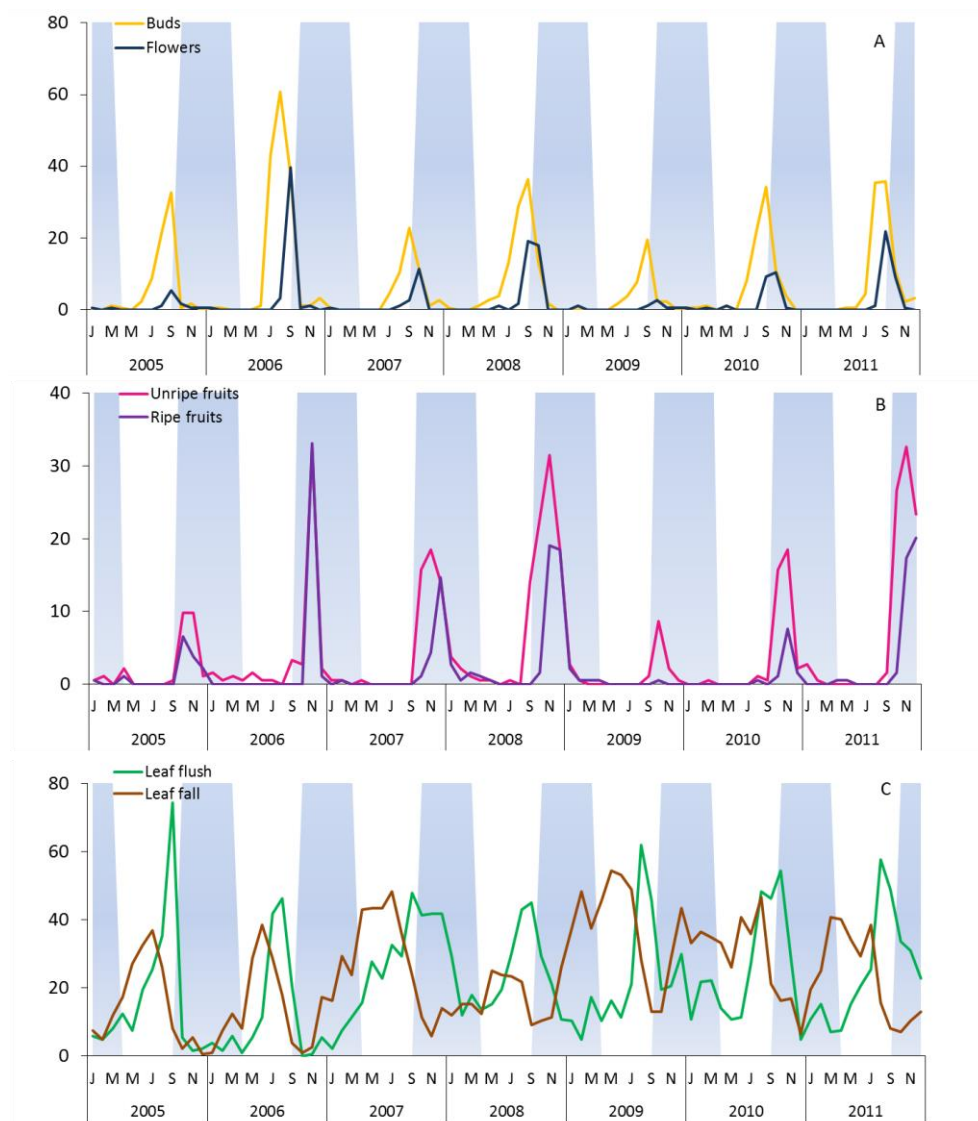 80
Buds
A
Flowers
60
40
20
0
J M M J S N J M M J S N J M M J S N J M M J S N J M M J S N J M M J S N J M M J S N
2005 2006 2007 2008 2009 2010 2011
40
Unripe fruits
B
Ripe fruits
30
20
10
0
J M M J S N J M M J S N J M M J S N J M M J S N J M M J S N J M M J S N J M M J S N
2005 2006 2007 2008 2009 2010 2011
Leaf flush
80
Leaf fall
C
60
40
20
0
J M M J S N J M M J S N J M M J S N J M M J S N J M M J S N J M M J S N J M M J S N
2005 2006 2007 2008 2009 2010 2011